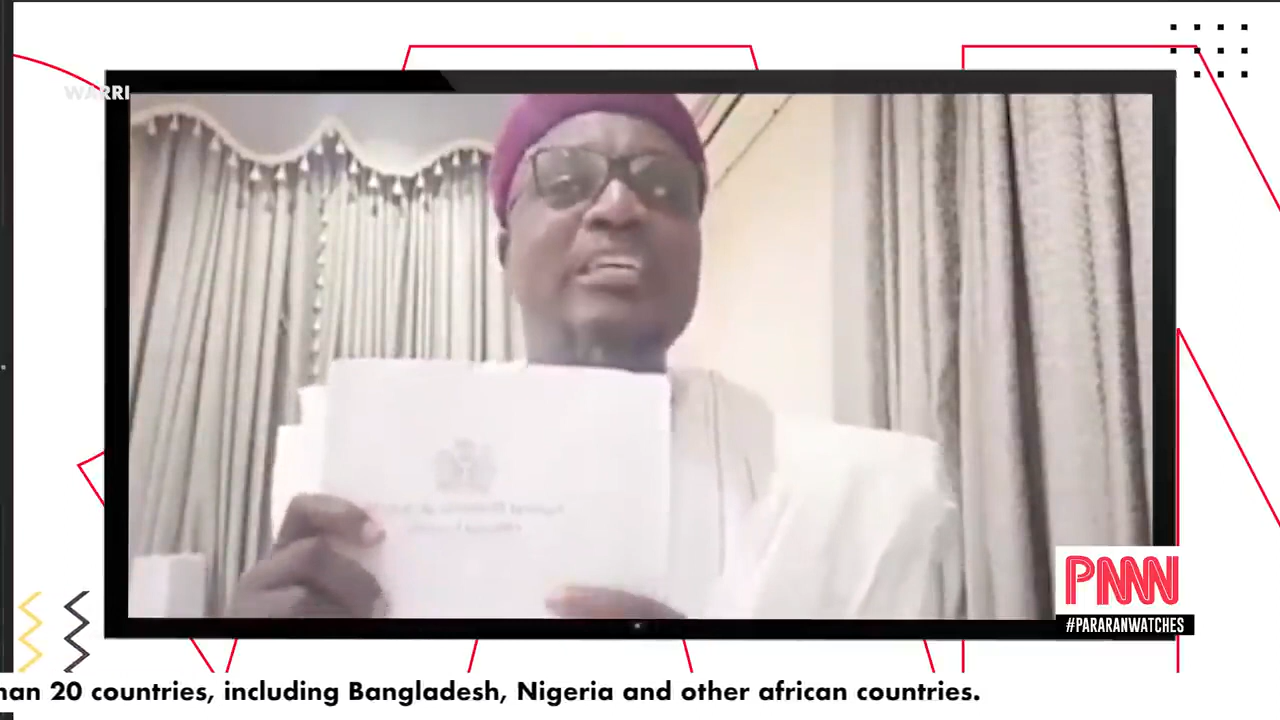 WARRI
PNN
#PARARANWATCHES
han 20 countries, including Bangladesh, Nigeria and other african countries.